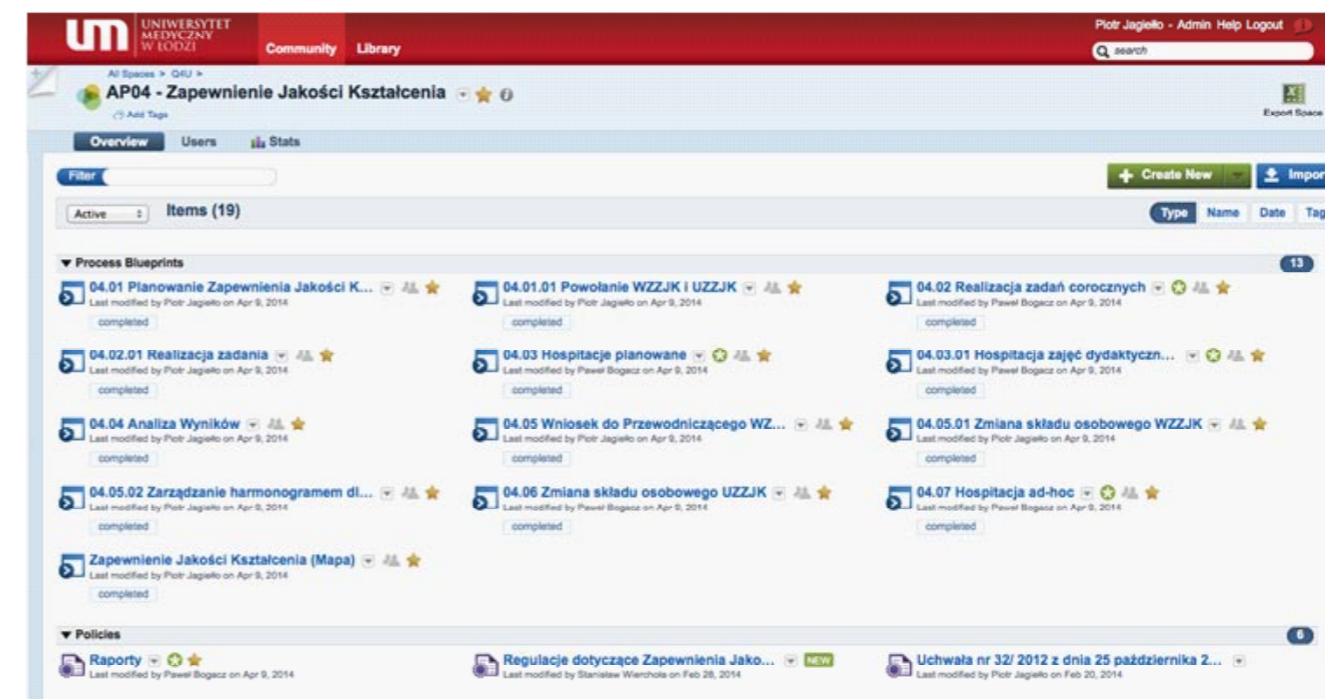 um UNIWERSYTET
MEDYCZNY
W ŁODZI
Community Library
Piotr Jagiełło - Admin Help Logout
search
All Spaces > Q4U >
AP04 - Zapewnienie Jakości Kształcenia
Add Tags
Export Space
Overview Users Stats
Filter
Create New Impor
Active Items (19)
Type Name Date Tag
Process Blueprints 13
04.01 Planowanie Zapewnienia Jakości K...
Last modified by Piotr Jagiełło on Apr 9, 2014
completed
04.01.01 Powołanie WZZJK i UZZJK
Last modified by Piotr Jagiełło on Apr 9, 2014
completed
04.02 Realizacja zadań corocznych
Last modified by Paweł Bogacz on Apr 9, 2014
completed
04.02.01 Realizacja zadania
Last modified by Piotr Jagiełło on Apr 9, 2014
completed
04.03 Hospitacje planowane
Last modified by Paweł Bogacz on Apr 9, 2014
completed
04.03.01 Hospitacja zajęć dydaktyczn...
Last modified by Paweł Bogacz on Apr 9, 2014
completed
04.04 Analiza Wyników
Last modified by Piotr Jagiełło on Apr 9, 2014
completed
04.05 Wniosek do Przewodniczącego WZ...
Last modified by Piotr Jagiełło on Apr 9, 2014
completed
04.05.01 Zmiana składu osobowego WZZJK
Last modified by Piotr Jagiełło on Apr 9, 2014
completed
04.05.02 Zarządzanie harmonogramem dl...
Last modified by Piotr Jagiełło on Apr 9, 2014
completed
04.06 Zmiana składu osobowego UZZJK
Last modified by Paweł Bogacz on Apr 9, 2014
completed
04.07 Hospitacja ad-hoc
Last modified by Paweł Bogacz on Apr 9, 2014
completed
Zapewnienie Jakości Kształcenia (Mapa)
Last modified by Piotr Jagiełło on Apr 9, 2014
completed
Policies 6
Raporty
Last modified by Paweł Bogacz on Apr 9, 2014
Regulacje dotyczące Zapewnienia Jako... NEW
Last modified by Stanisław Wierchoła on Feb 28, 2014
Uchwała nr 32/ 2012 z dnia 25 października 2...
Last modified by Piotr Jagiełło on Feb 20, 2014